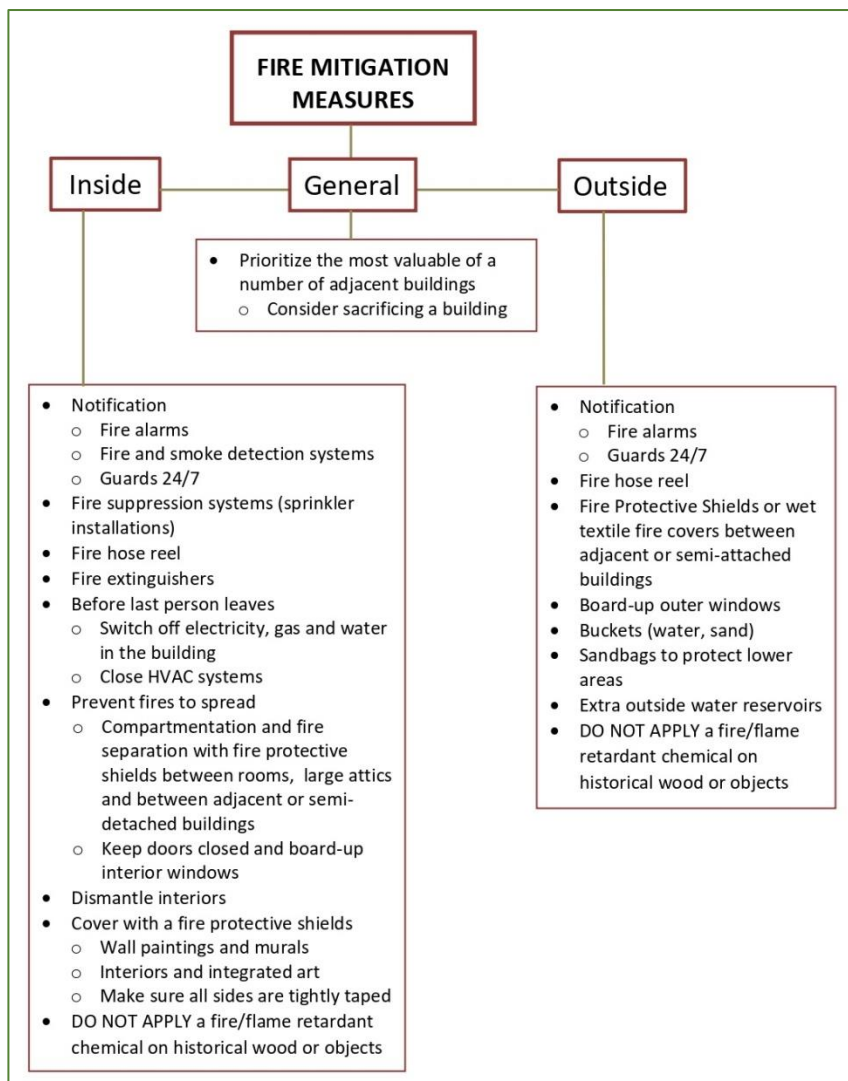 FIRE MITIGATION
MEASURES
Inside
General
Outside
• Prioritize the most valuable of a
number of adjacent buildings
o Consider sacrificing a building
• Notification
o Fire alarms
o Fire and smoke detection systems
o Guards 24/7
• Fire suppression systems (sprinkler
installations)
• Fire hose reel
• Fire extinguishers
• Before last person leaves
o Switch off electricity, gas and water
in the building
o Close HVAC systems
• Prevent fires to spread
o Compartmentation and fire
separation with fire protective
shields between rooms, large attics
and between adjacent or semi-
detached buildings
o Keep doors closed and board-up
interior windows
• Dismantle interiors
• Cover with a fire protective shields
o Wall paintings and murals
o Interiors and integrated art
o Make sure all sides are tightly taped
• DO NOT APPLY a fire/flame retardant
chemical on historical wood or objects
• Notification
o Fire alarms
o Guards 24/7
• Fire hose reel
• Fire Protective Shields or wet
textile fire covers between
adjacent or semi-attached
buildings
• Board-up outer windows
• Buckets (water, sand)
• Sandbags to protect lower
areas
• Extra outside water reservoirs
• DO NOT APPLY a fire/flame
retardant chemical on
historical wood or objects